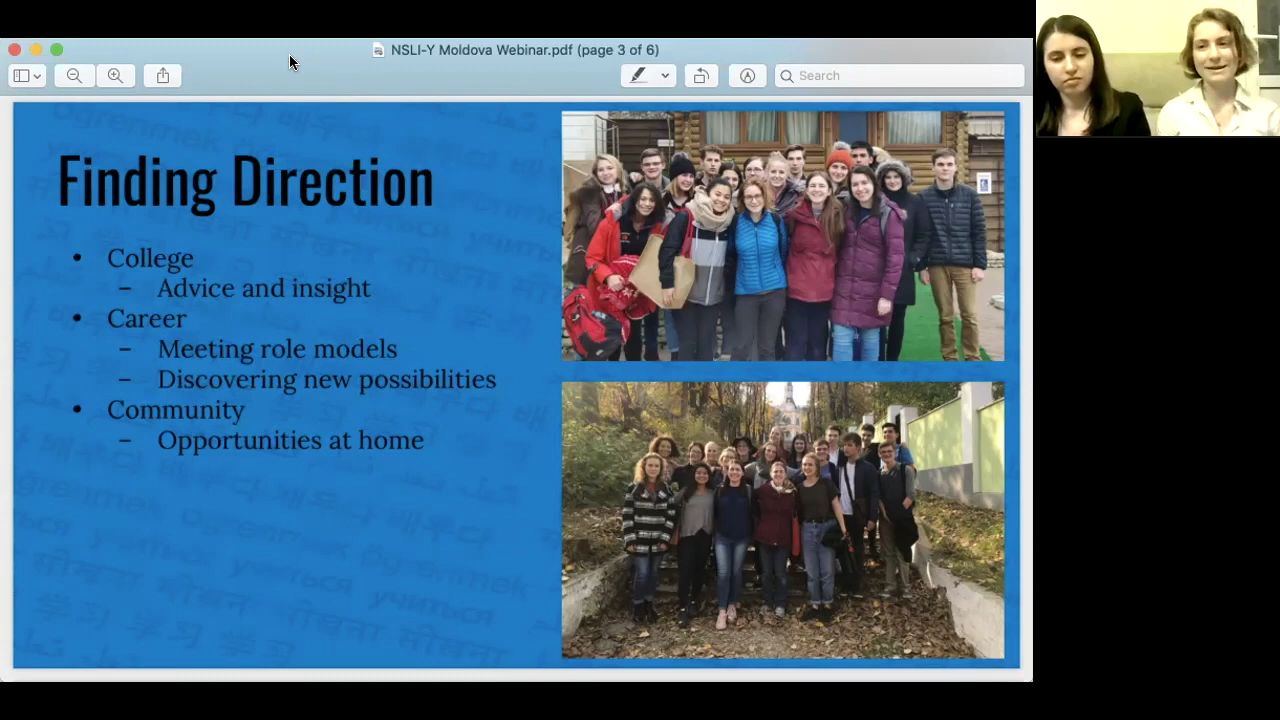 NSLI-Y Moldova Webinar.pdf (page 3 of 6)
Search
Finding Direction
• College
– Advice and insight
• Career
– Meeting role models
– Discovering new possibilities
• Community
– Opportunities at home